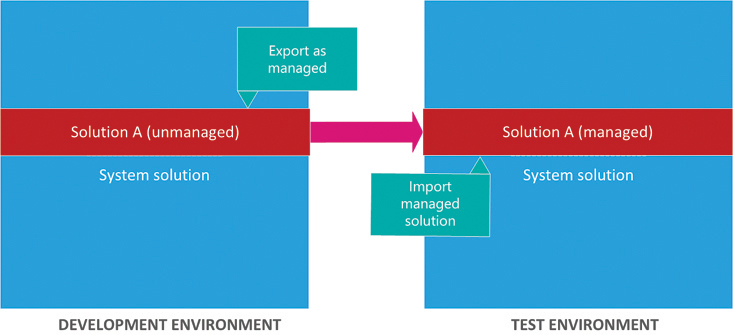 Export as
managed
Solution A (unmanaged)
Solution A (managed)
System solution
System solution
Import
managed
solution
DEVELOPMENT ENVIRONMENT
TEST ENVIRONMENT